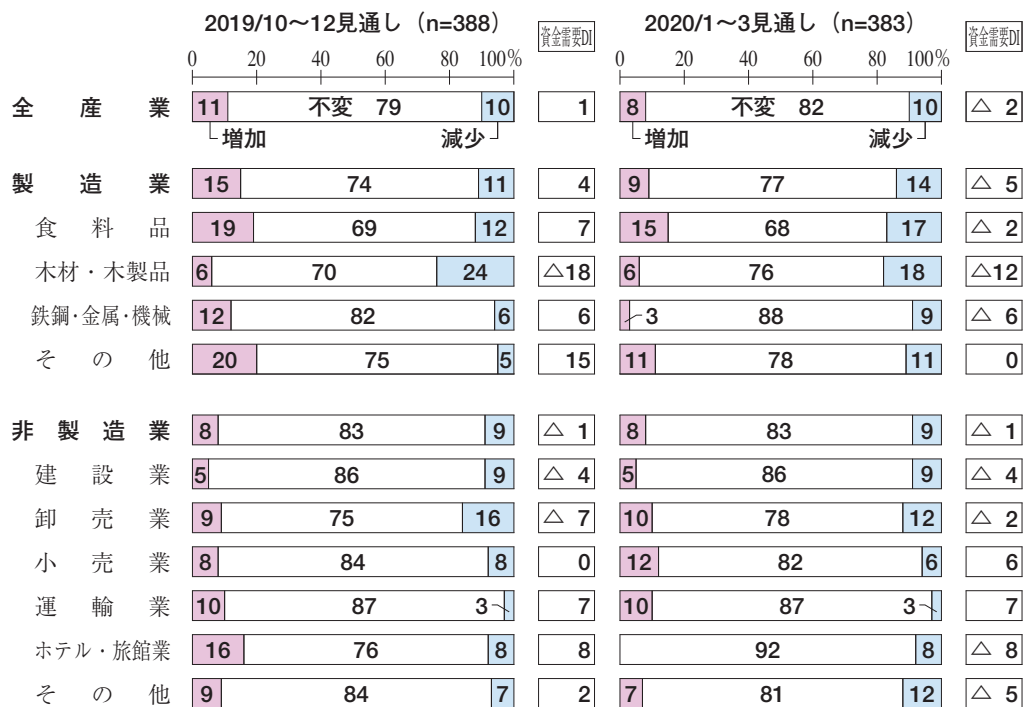 2019/10〜12見通し（n=388） 資金需要DI 2020/1〜3見通し（n=383） 資金需要DI
0 20 40 60 80 100% 0 20 40 60 80 100%
全産業 11 不変 79 10 1 8 不変 82 10 △ 2
増加 減少 増加 減少
製造業 15 74 11 4 9 77 14 △ 5
食料品 19 69 12 7 15 68 17 △ 2
木材・木製品 6 70 24 △18 6 76 18 △12
鉄鋼・金属・機械 12 82 6 6 3 88 9 △ 6
その他 20 75 5 15 11 78 11 0
非製造業 8 83 9 △ 1 8 83 9 △ 1
建設業 5 86 9 △ 4 5 86 9 △ 4
卸売業 9 75 16 △ 7 10 78 12 △ 2
小売業 8 84 8 0 12 82 6 6
運輸業 10 87 3 7 10 87 3 7
ホテル・旅館業 16 76 8 8 92 8 △ 8
その他 9 84 7 2 7 81 12 △ 5